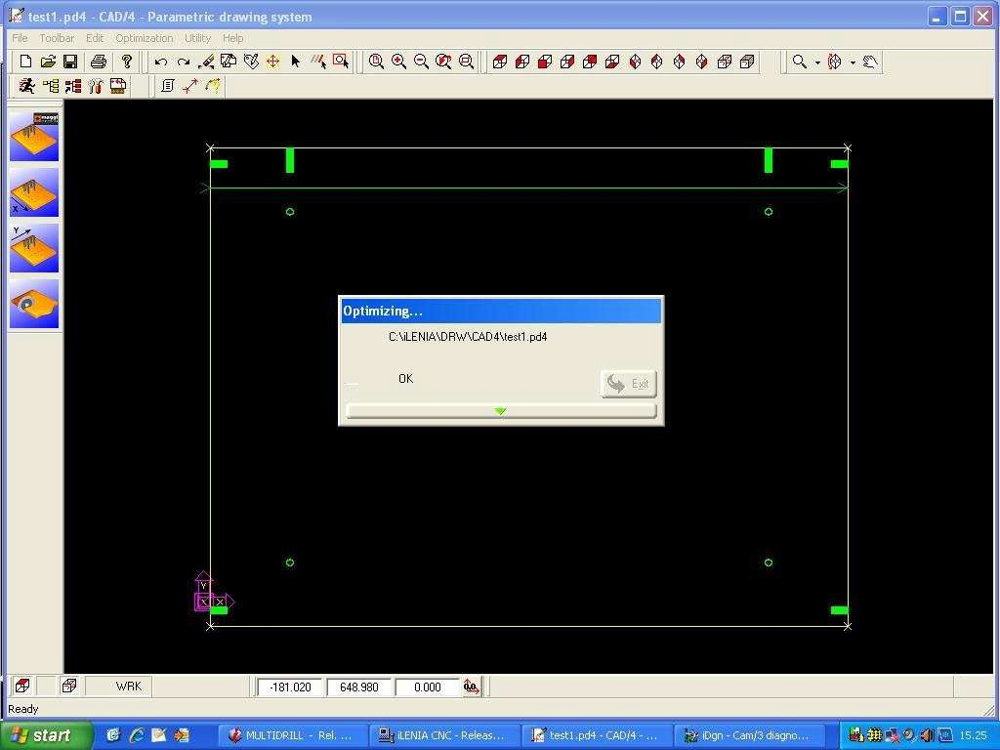 test1.pd4 - CAD/4 - Parametric drawing system
File Toolbar Edit Optimization Utility Help
maggi
X
Y
Optimizing...
C:\iLENIA\DRW\CAD4\test1.pd4
OK
Exit
Y
X X
WRK
-181.020 648.980 0.000
Ready
start
MULTIDRILL - Rel. ...
iLENIA CNC - Releas...
test1.pd4 - CAD/4 - ...
iDgn - Cam/3 diagno...
15.25